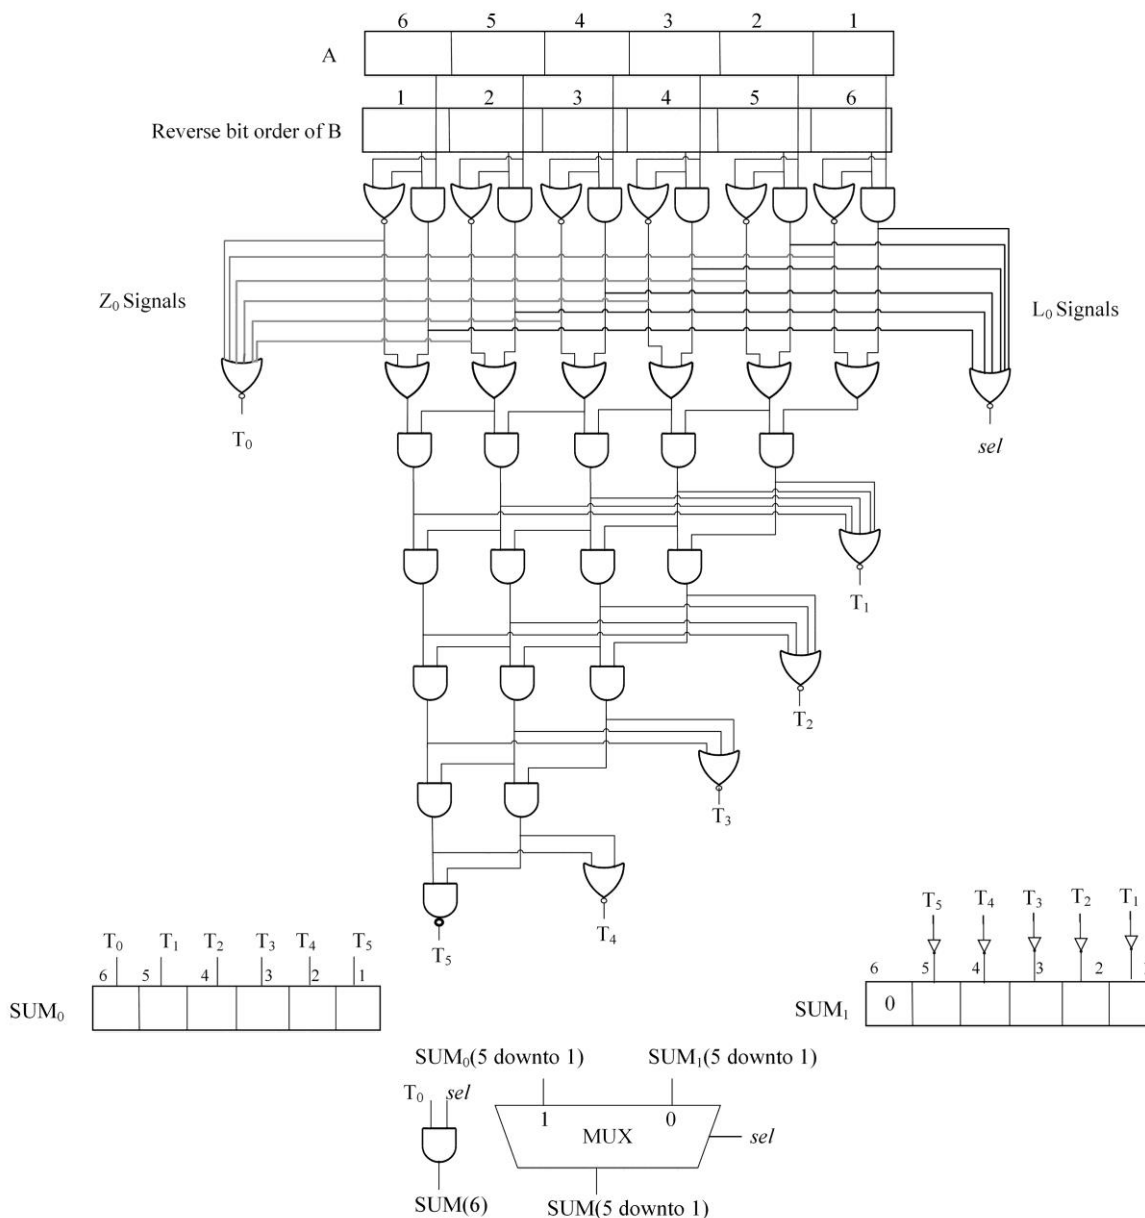 6 5 4 3 2 1
A
1 2 3 4 5 6
Reverse bit order of B
Z₀ Signals
L₀ Signals
T₀
sel
T₁
T₂
T₃
T₄
T₅
T₀ T₁ T₂ T₃ T₄ T₅
6 5 4 3 2 1
SUM₀
T₅ T₄ T₃ T₂ T₁
6 5 4 3 2
0
SUM₁
SUM₀(5 downto 1) SUM₁(5 downto 1)
T₀ sel
1 0
MUX
sel
SUM(6)
SUM(5 downto 1)